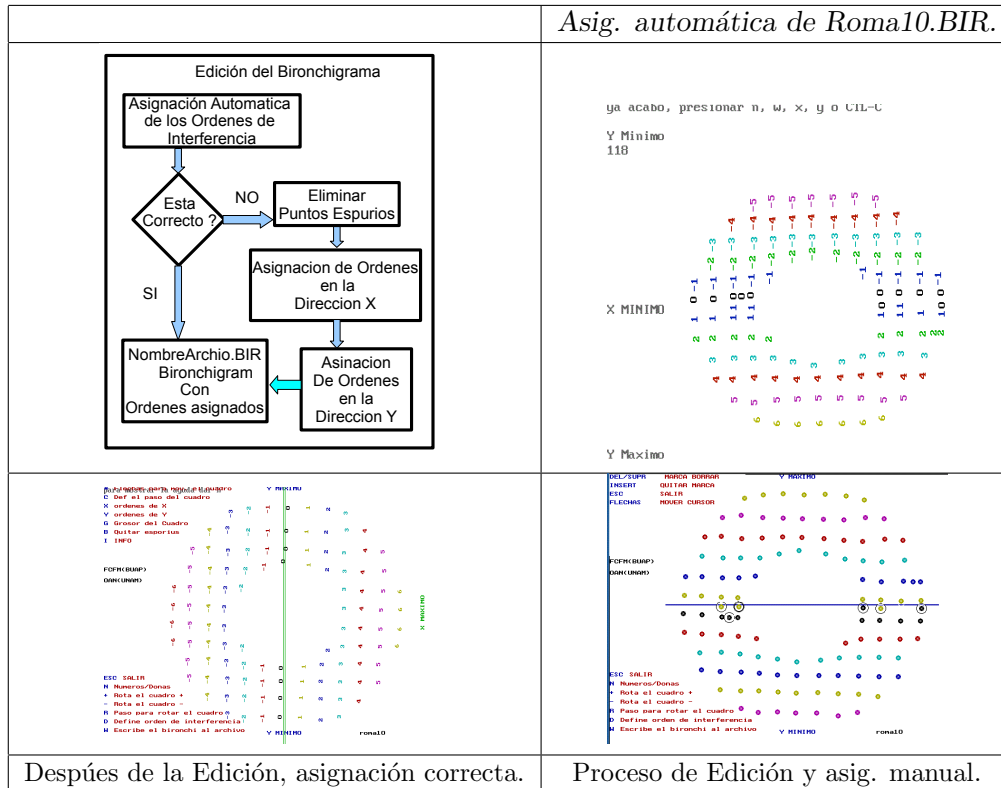 Asig. automática de Roma10.BIR.
Edición del Bironchigrama
Asignación Automatica
de los Ordenes de
Interferencia
Esta
Correcto ?
NO
Eliminar
Puntos Espurios
Asignacion de Ordenes
en la
Direccion X
SI
NombreArchio.BIR
Bironchigram
Con
Ordenes asignados
Asinacion
De Ordenes
en la
Direccion Y
ya acabo, presionar n, w, x, y o CTL-C
Y Minimo
118
X MINIMO
Y Maximo
Y MAXIMO
C Def el paso del cuadro
X ordenes de X
Y ordenes de Y
G Grosor del Cuadro
B Quitar esporius
I INFO
FCFM(BUAP)
OAN(UNAM)
X MAXIMO
ESC SALIR
N Numeros/Donas
+ Rota el cuadro +
- Rota el cuadro -
R Paso para rotar el cuadro
D Define orden de interferencia
W Escribe el bironchi al archivo
Y MINIMO
roma10
DEL/SUPR MARCA BORRAR
INSERT QUITAR MARCA
ESC SALIR
FLECHAS MOVER CURSOR
Y MAXIMO
FCFM(BUAP)
OAN(UNAM)
ESC SALIR
N Numeros/Donas
+ Rota el cuadro +
- Rota el cuadro -
R Paso para rotar el cuadro
D Define orden de interferencia
W Escribe el bironchi al archivo
Y MINIMO
roma10
Despúes de la Edición, asignación correcta.
Proceso de Edición y asig. manual.